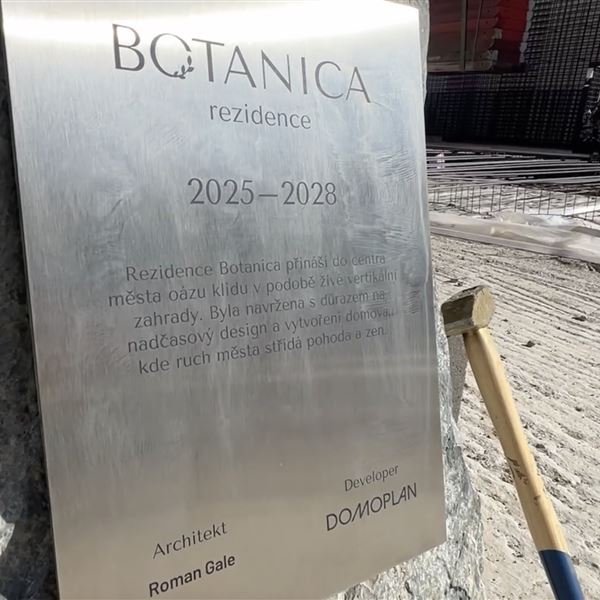 BOTANICA
rezidence
2025–2028
Rezidence Botanica přináší do centra
města oázu klidu v podobě živé vertikální
zahrady. Byla navržena s důrazem na
nadčasový design a vytvoření domova,
kde ruch města střídá pohoda a zen.
Developer
DOMOPLAN
Architekt
Roman Gale